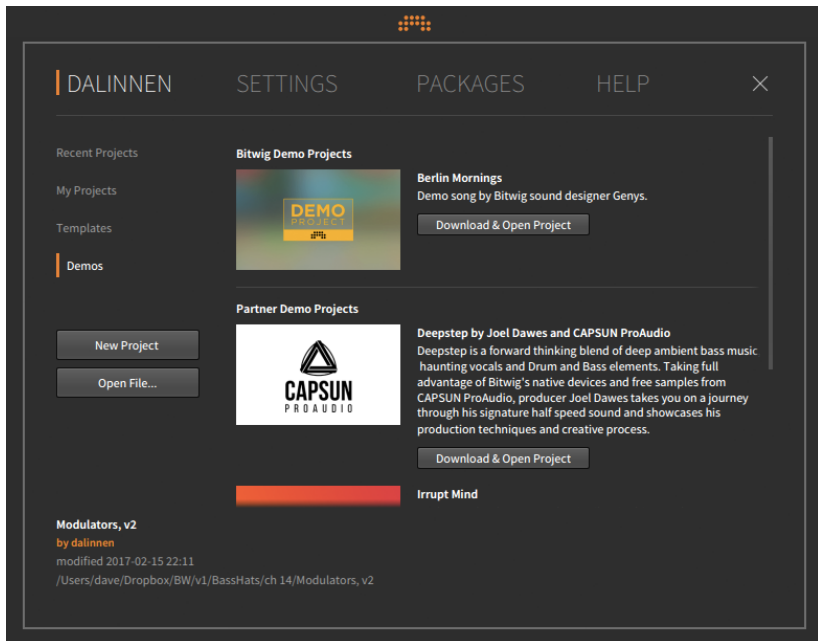 DALINNEN
SETTINGS
PACKAGES
HELP
Recent Projects
My Projects
Templates
Demos
New Project
Open File...
Bitwig Demo Projects
DEMO
PROJECT
Berlin Mornings
Demo song by Bitwig sound designer Genys.
Download & Open Project
Partner Demo Projects
CAPSUN
PROAUDIO
Deepstep by Joel Dawes and CAPSUN ProAudio
Deepstep is a forward thinking blend of deep ambient bass music
haunting vocals and Drum and Bass elements. Taking full
advantage of Bitwig's native devices and free samples from
CAPSUN ProAudio, producer Joel Dawes takes you on a journey
through his signature half speed sound and showcases his
production techniques and creative process.
Download & Open Project
Irrupt Mind
Modulators, v2
by dalinnen
modified 2017-02-15 22:11
/Users/dave/Dropbox/BW/v1/BassHats/ch 14/Modulators, v2